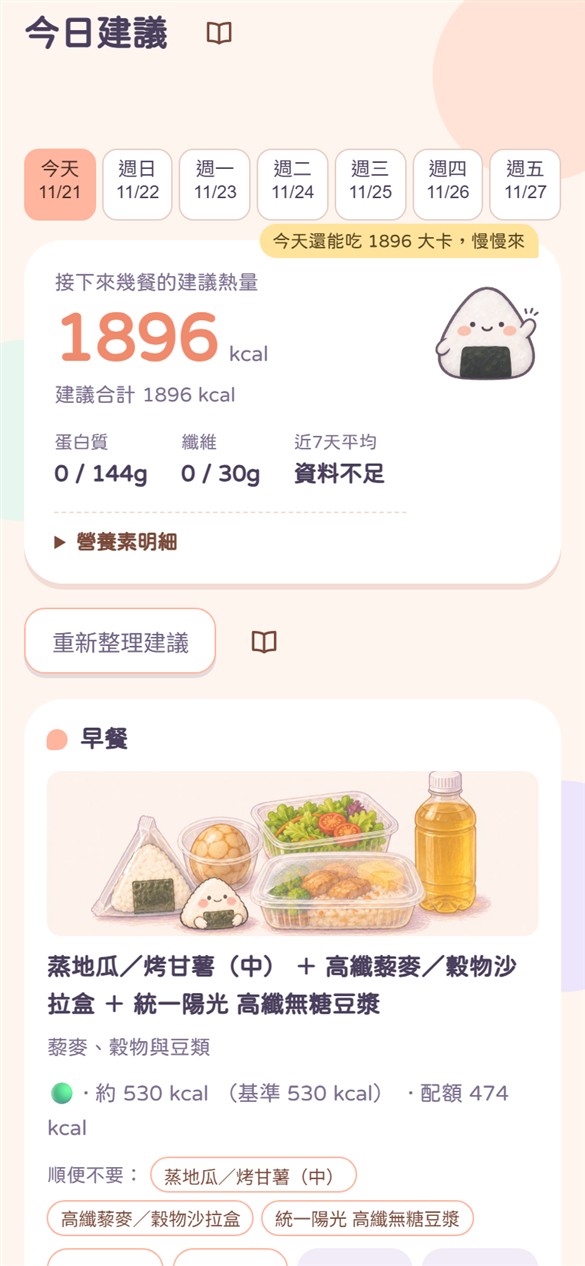 今日建議
今天
11/21
週日
11/22
週一
11/23
週二
11/24
週三
11/25
週四
11/26
週五
11/27
今天還能吃 1896 大卡，慢慢來
接下來幾餐的建議熱量
1896 kcal
建議合計 1896 kcal
蛋白質
0 / 144g
纖維
0 / 30g
近7天平均
資料不足
▶ 營養素明細
重新整理建議
早餐
蒸地瓜／烤甘薯（中） ＋ 高纖藜麥／穀物沙
拉盒 ＋ 統一陽光 高纖無糖豆漿
藜麥、穀物與豆類
· 約 530 kcal （基準 530 kcal） · 配額 474
kcal
順便不要： 蒸地瓜／烤甘薯（中）
高纖藜麥／穀物沙拉盒 統一陽光 高纖無糖豆漿